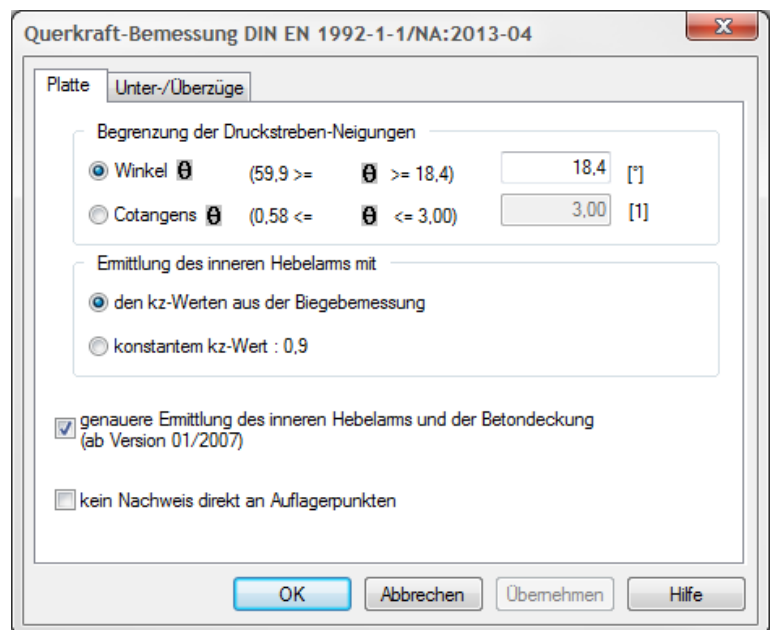 Querkraft-Bemessung DIN EN 1992-1-1/NA:2013-04
Platte Unter-/Überzüge
Begrenzung der Druckstreben-Neigungen
Winkel θ (59,9 >= θ >= 18,4) 18,4 [°]
Cotangens θ (0,58 <= θ <= 3,00) 3,00 [1]
Ermittlung des inneren Hebelarms mit
den kz-Werten aus der Biegebemessung
konstantem kz-Wert : 0,9
genauere Ermittlung des inneren Hebelarms und der Betondeckung
(ab Version 01/2007)
kein Nachweis direkt an Auflagerpunkten
OK Abbrechen Übernehmen Hilfe